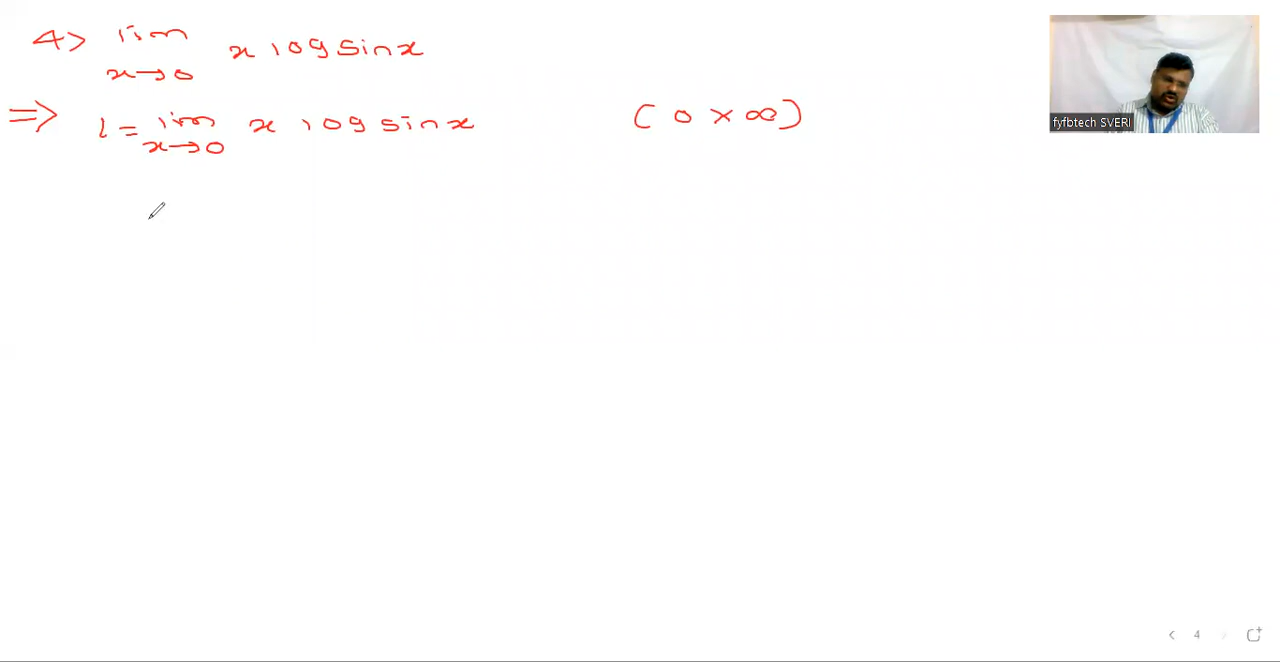 4> lim x→0 x log sin x
⇒ l = lim x→0 x log sin x (0 × ∞)
fyfbtech SVERI
4